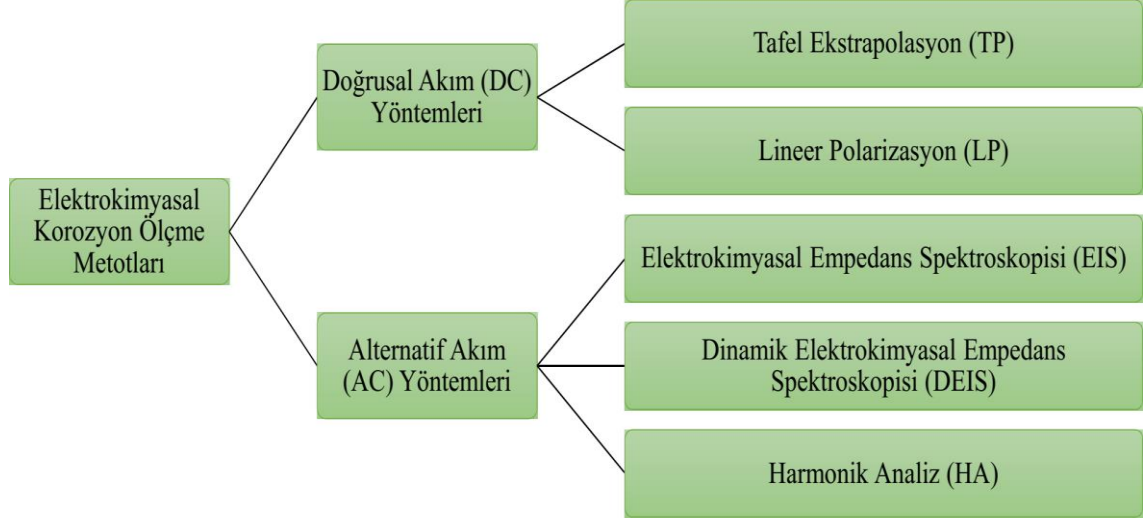 Elektrokimyasal
Korozyon Ölçme
Metotları
Doğrusal Akım (DC)
Yöntemleri
Tafel Ekstrapolasyon (TP)
Lineer Polarizasyon (LP)
Alternatif Akım
(AC) Yöntemleri
Elektrokimyasal Empedans Spektroskopisi (EIS)
Dinamik Elektrokimyasal Empedans
Spektroskopisi (DEIS)
Harmonik Analiz (HA)